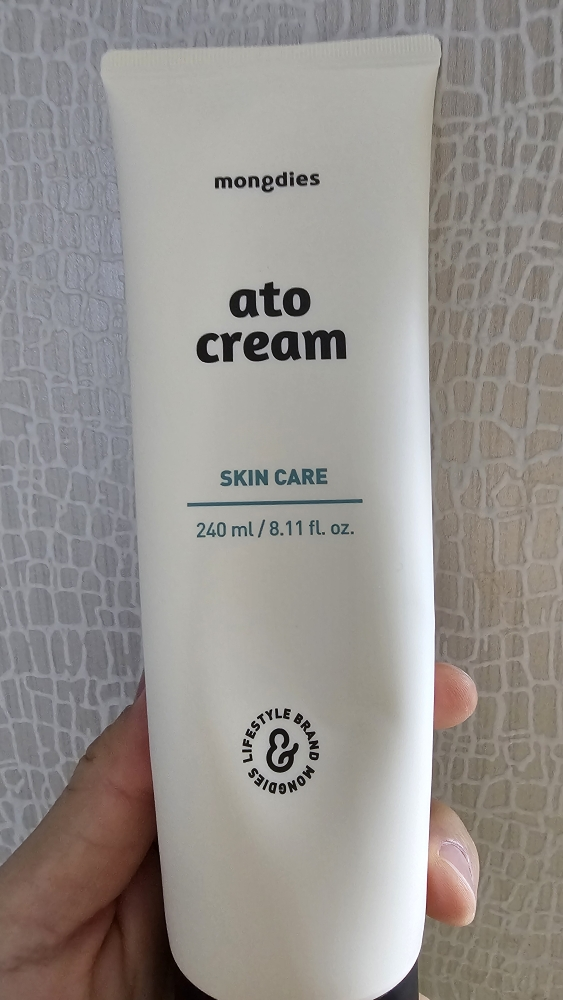 mongdies
ato
cream
SKIN CARE
240 ml / 8.11 fl. oz.
LIFESTYLE BRAND MONGDIES
&